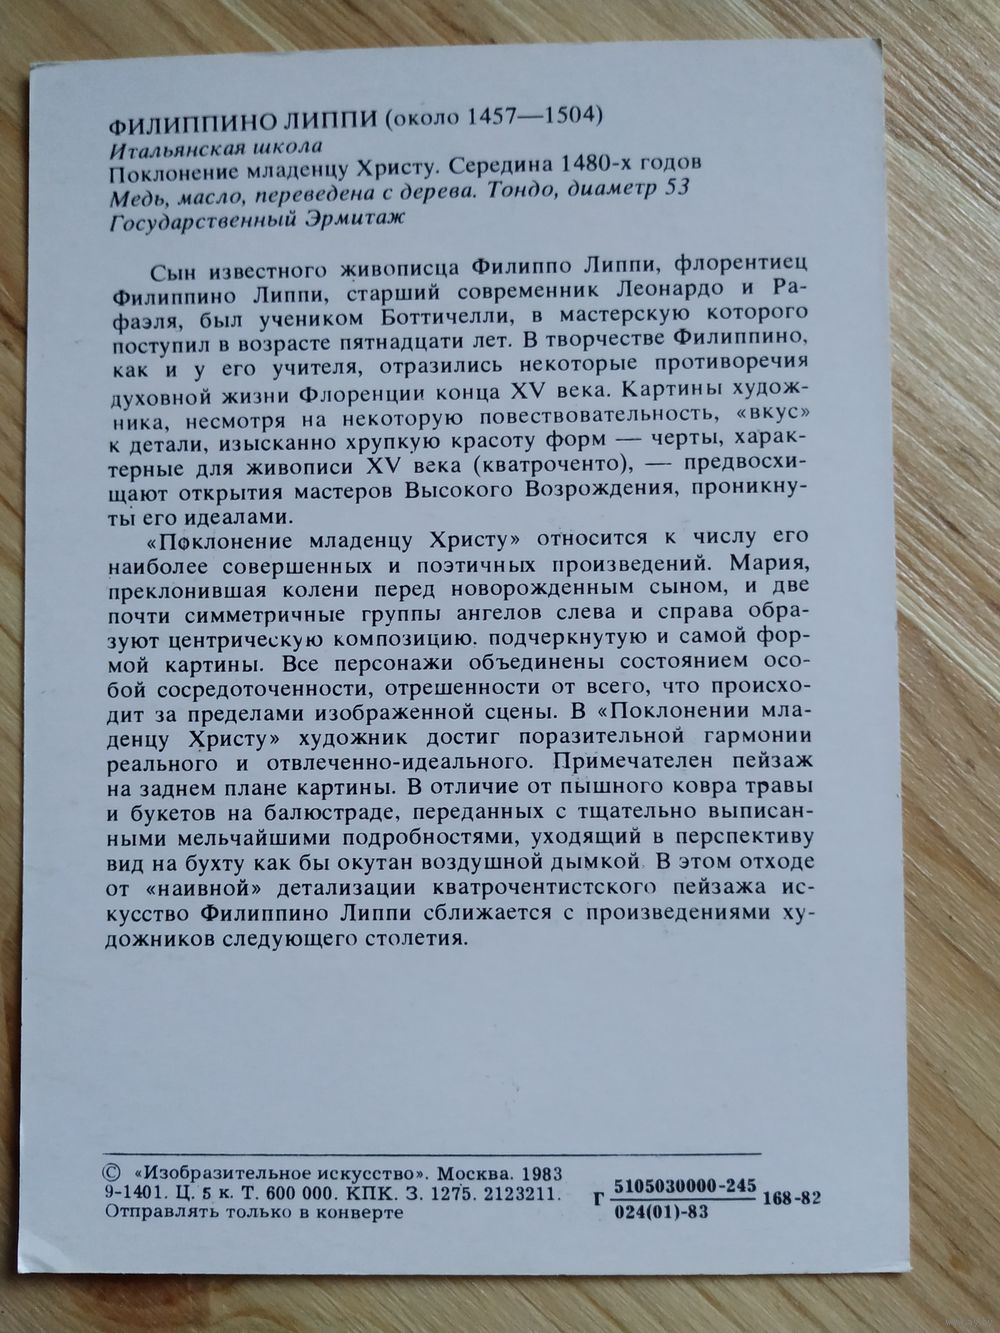 ФИЛИППИНО ЛИППИ (около 1457—1504)
Итальянская школа
Поклонение младенцу Христу. Середина 1480-х годов
Медь, масло, переведена с дерева. Тондо, диаметр 53
Государственный Эрмитаж
Сын известного живописца Филиппо Липпи, флорентиец
Филиппино Липпи, старший современник Леонардо и Ра-
фаэля, был учеником Боттичелли, в мастерскую которого
поступил в возрасте пятнадцати лет. В творчестве Филиппино,
как и у его учителя, отразились некоторые противоречия
духовной жизни Флоренции конца XV века. Картины худож-
ника, несмотря на некоторую повествовательность, «вкус»
к детали, изысканно хрупкую красоту форм — черты, харак-
терные для живописи XV века (кватроченто), — предвосхи-
щают открытия мастеров Высокого Возрождения, проникну-
ты его идеалами.
«Поклонение младенцу Христу» относится к числу его
наиболее совершенных и поэтичных произведений. Мария,
преклонившая колени перед новорожденным сыном, и две
почти симметричные группы ангелов слева и справа обра-
зуют центрическую композицию. подчеркнутую и самой фор-
мой картины. Все персонажи объединены состоянием осо-
бой сосредоточенности, отрешенности от всего, что происхо-
дит за пределами изображенной сцены. В «Поклонении мла-
денцу Христу» художник достиг поразительной гармонии
реального и отвлеченно-идеального. Примечателен пейзаж
на заднем плане картины. В отличие от пышного ковра травы
и букетов на балюстраде, переданных с тщательно выписан-
ными мельчайшими подробностями, уходящий в перспективу
вид на бухту как бы окутан воздушной дымкой. В этом отходе
от «наивной» детализации кватрочентистского пейзажа ис-
кусство Филиппино Липпи сближается с произведениями ху-
дожников следующего столетия.
© «Изобразительное искусство». Москва. 1983
9-1401. Ц. 5 к. Т. 600 000. КПК. З. 1275. 2123211.
Отправлять только в конверте
Г 5105030000-245 168-82
024(01)-83